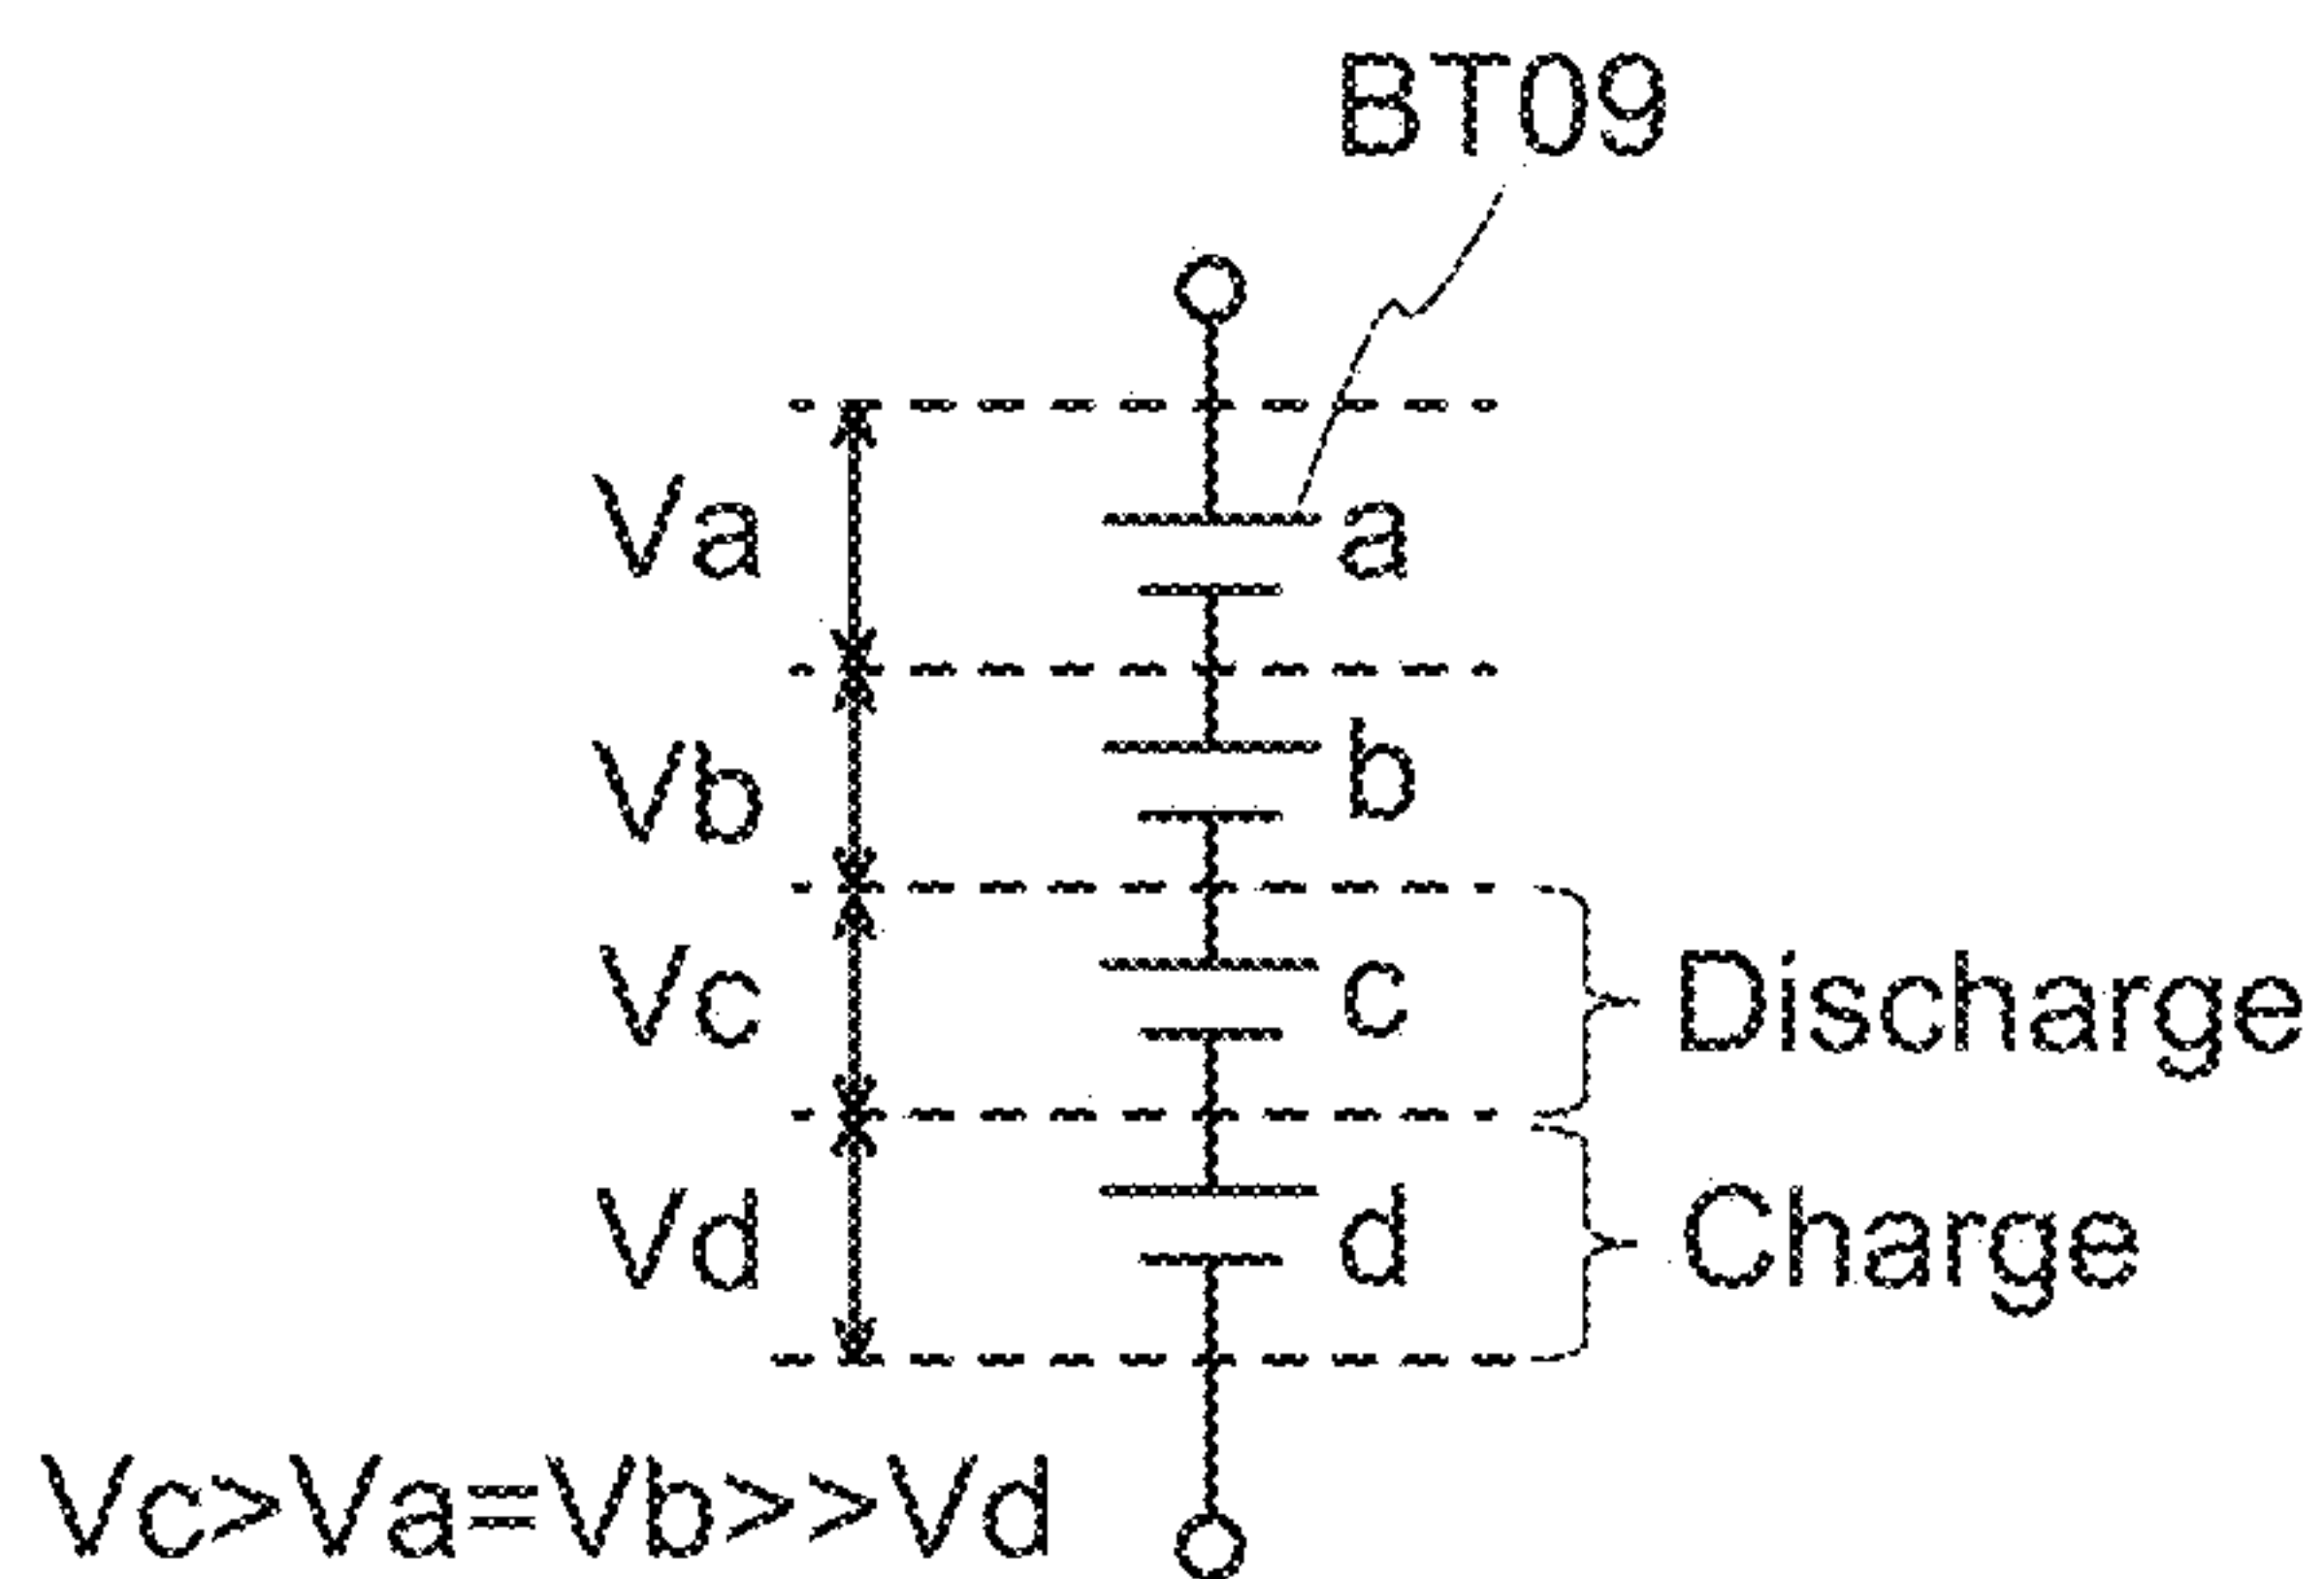 BT09
Va
a
Vb
b
Vc
c
Discharge
Vd
d
Charge
Vc>Va=Vb>>Vd